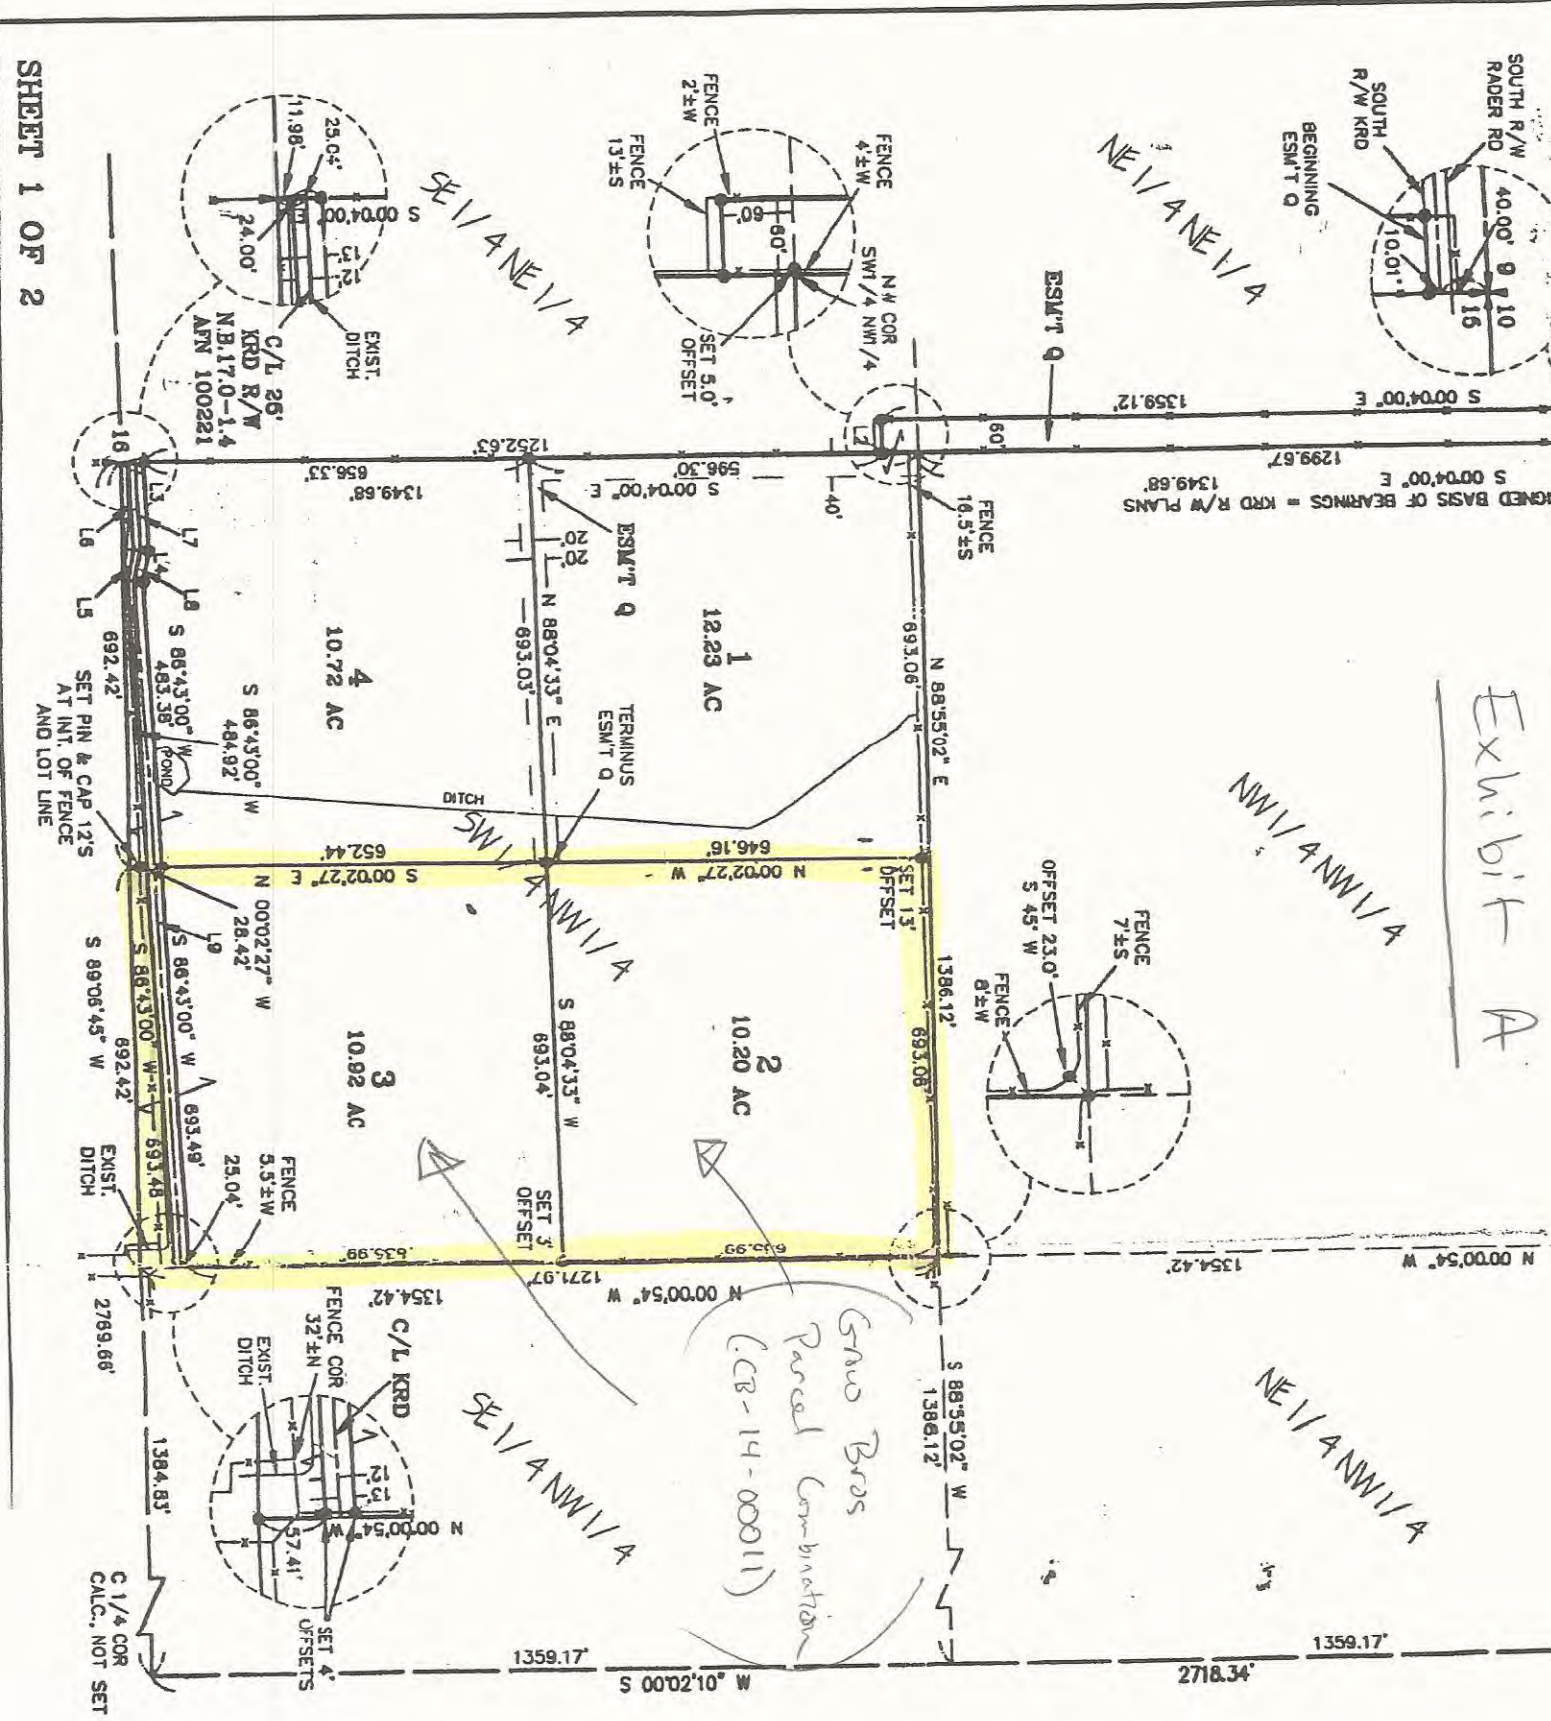 SHEET 1 OF 2
Exhibit A
SOUTH R/W
RADER RD
SOUTH
R/W KRD
BEGINNING
ESM'T Q
40.00'
10.01'
9
10
16
NE 1/4 NE 1/4
FENCE
2'±W
FENCE
13'±S
FENCE
4'±W
60'
60'
NW COR
SW1/4 NW1/4
SET 5.0'
OFFSET
SE 1/4 NE 1/4
25.04'
11.98'
24.00'
S 00°04'00" E
13'
12'
EXIST.
DITCH
C/L 25'
KRD R/W
N.B.17.0-1.4
AFN 100221
ESM'T Q
S 00°04'00" E
1359.12'
60'
1299.67'
S 00°04'00" E
1349.68'
GNED BASIS OF BEARINGS = KRD R/W PLANS
L2
16
1252.63'
656.33'
1349.68'
596.30'
S 00°04'00" E
40'
FENCE
16.5'±S
ESM'T Q
20'
20'
L3
L7
L6
L4
L5
L8
N 88°04'33" E
693.03'
693.06'
N 88°55'02" E
1
12.23 AC
4
10.72 AC
TERMINUS
ESM'T Q
S 86°43'00" W
483.38'
S 86°43'00" W
484.92'
692.42'
POND
DITCH
SET PIN & CAP 12'S
AT INT. OF FENCE
AND LOT LINE
652.44'
S 00°02'27" E
646.16'
N 00°02'27" W
SET 13'
OFFSET
SW 1/4 NW 1/4
NW 1/4 NW 1/4
N 00°02'27" W
28.42'
L9
S 86°43'00" W
693.49'
S 86°43'00" W
693.48
S 89°06'45" W
692.42'
S 88°04'33" W
693.04'
1386.12'
693.06'
2
10.20 AC
3
10.92 AC
FENCE
7'±S
OFFSET 23.0'
S 45° W
FENCE
8'±W
EXIST.
DITCH
FENCE
5.5'±W
25.04'
SET 3'
OFFSET
635.99'
635.99'
1271.97'
N 00°00'54" W
1354.42'
1354.42'
N 00°00'54" W
2769.66'
Grow Bros
Parcel Combination
(CB-14-00011)
C/L KRD
FENCE COR
32'±N
EXIST.
DITCH
12'
13'
N 00°00'54" W
57.41'
SET 4'
OFFSETS
SE 1/4 NW 1/4
NE 1/4 NW 1/4
S 88°55'02" W
1386.12'
1384.83'
C 1/4 COR
CALC., NOT SET
1359.17'
S 00°02'10" W
2718.34'
1359.17'